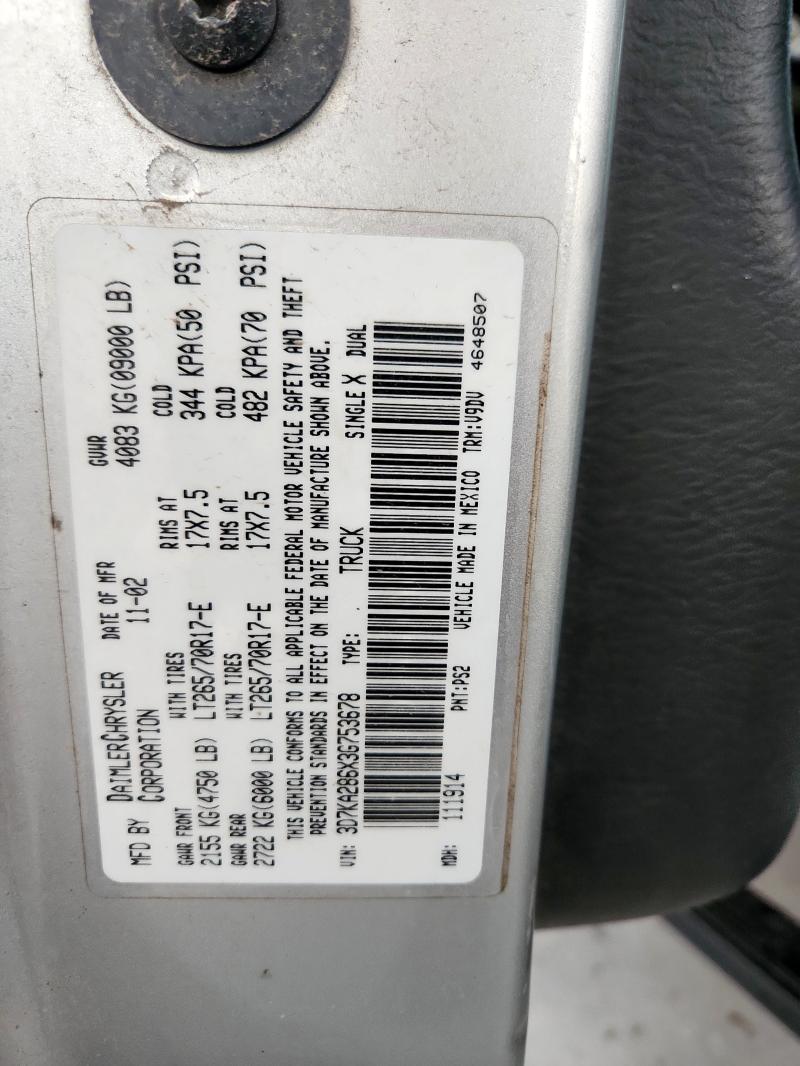 MFD BY DAIMLERCHRYSLER CORPORATION DATE OF MFR 11-02 GVWR 4083 KG(09000 LB)
GAWR FRONT WITH TIRES RIMS AT COLD
2155 KG(4750 LB) LT265/70R17-E 17X7.5 344 KPA(50 PSI)
GAWR REAR WITH TIRES RIMS AT COLD
2722 KG(6000 LB) LT265/70R17-E 17X7.5 482 KPA(70 PSI)
THIS VEHICLE CONFORMS TO ALL APPLICABLE FEDERAL MOTOR VEHICLE SAFETY AND THEFT
PREVENTION STANDARDS IN EFFECT ON THE DATE OF MANUFACTURE SHOWN ABOVE.
VIN: 3D7KA286X3G753678 TYPE: TRUCK SINGLE X DUAL
MDH: 111914 PNT:PS2 VEHICLE MADE IN MEXICO TRM:V9DV 4648507